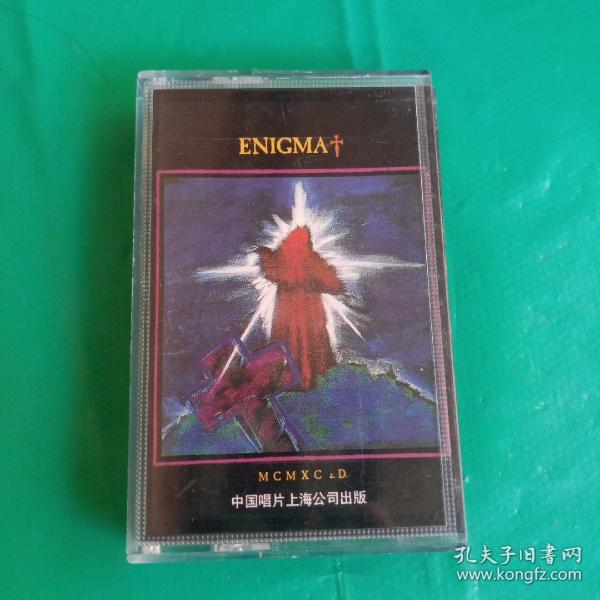 ENIGMA†
MCMXC a.D.
中国唱片上海公司出版
孔夫子旧書网
www.kongfz.com